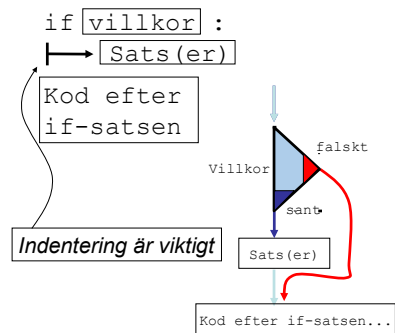 if villkor :
Sats(er)
Kod efter
if-satsen
falskt
Villkor
sant
Indentering är viktigt
Sats(er)
Kod efter if-satsen...